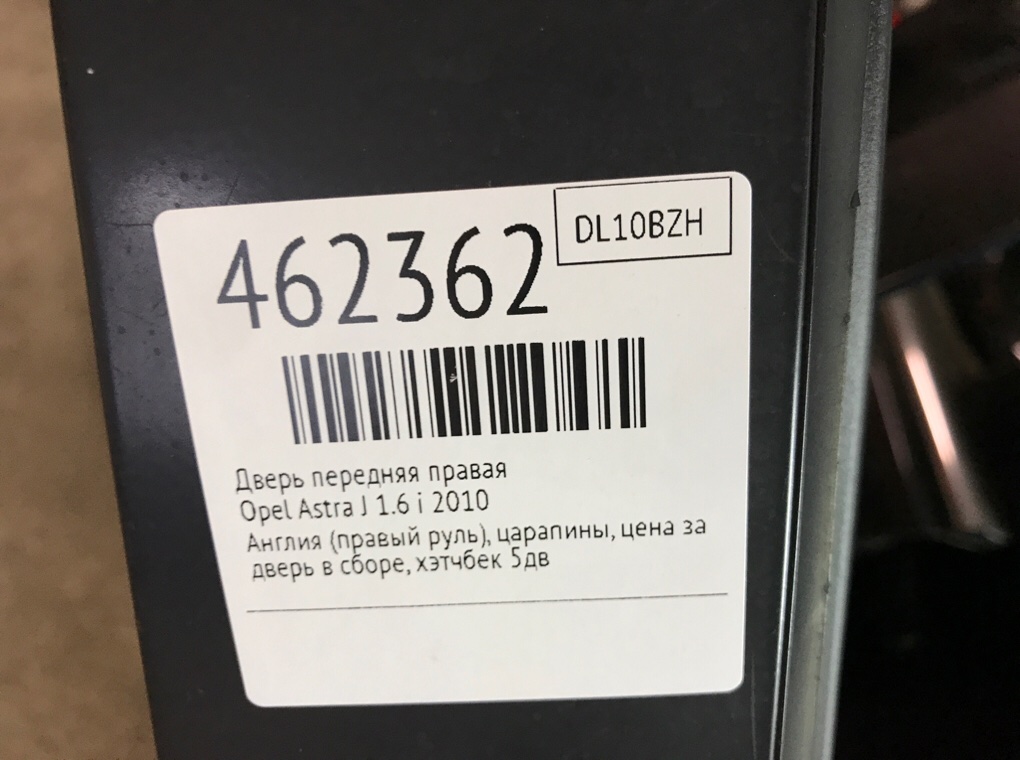 462362
DL10BZH
Дверь передняя правая
Opel Astra J 1.6 i 2010
Англия (правый руль), царапины, цена за
дверь в сборе, хэтчбек 5дв